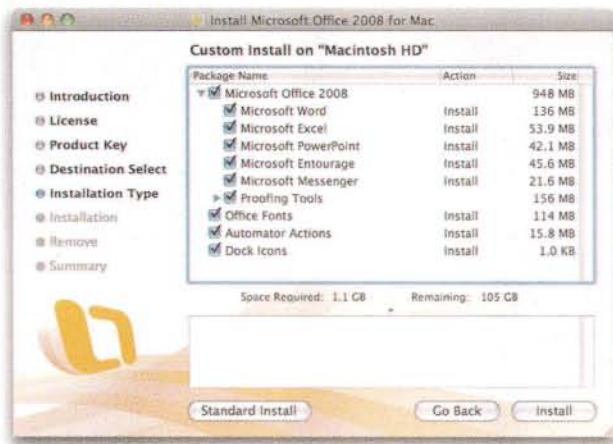 Install Microsoft Office 2008 for Mac
Custom Install on "Macintosh HD"
Package Name Action Size
Microsoft Office 2008 948 MB
Microsoft Word Install 136 MB
Microsoft Excel Install 53.9 MB
Microsoft PowerPoint Install 42.1 MB
Microsoft Entourage Install 45.6 MB
Microsoft Messenger Install 21.6 MB
Proofing Tools 156 MB
Office Fonts Install 114 MB
Automator Actions Install 15.8 MB
Dock Icons Install 1.0 KB
Introduction
License
Product Key
Destination Select
Installation Type
Installation
Remove
Summary
Space Required: 1.1 GB Remaining: 105 GB
Standard Install Go Back Install